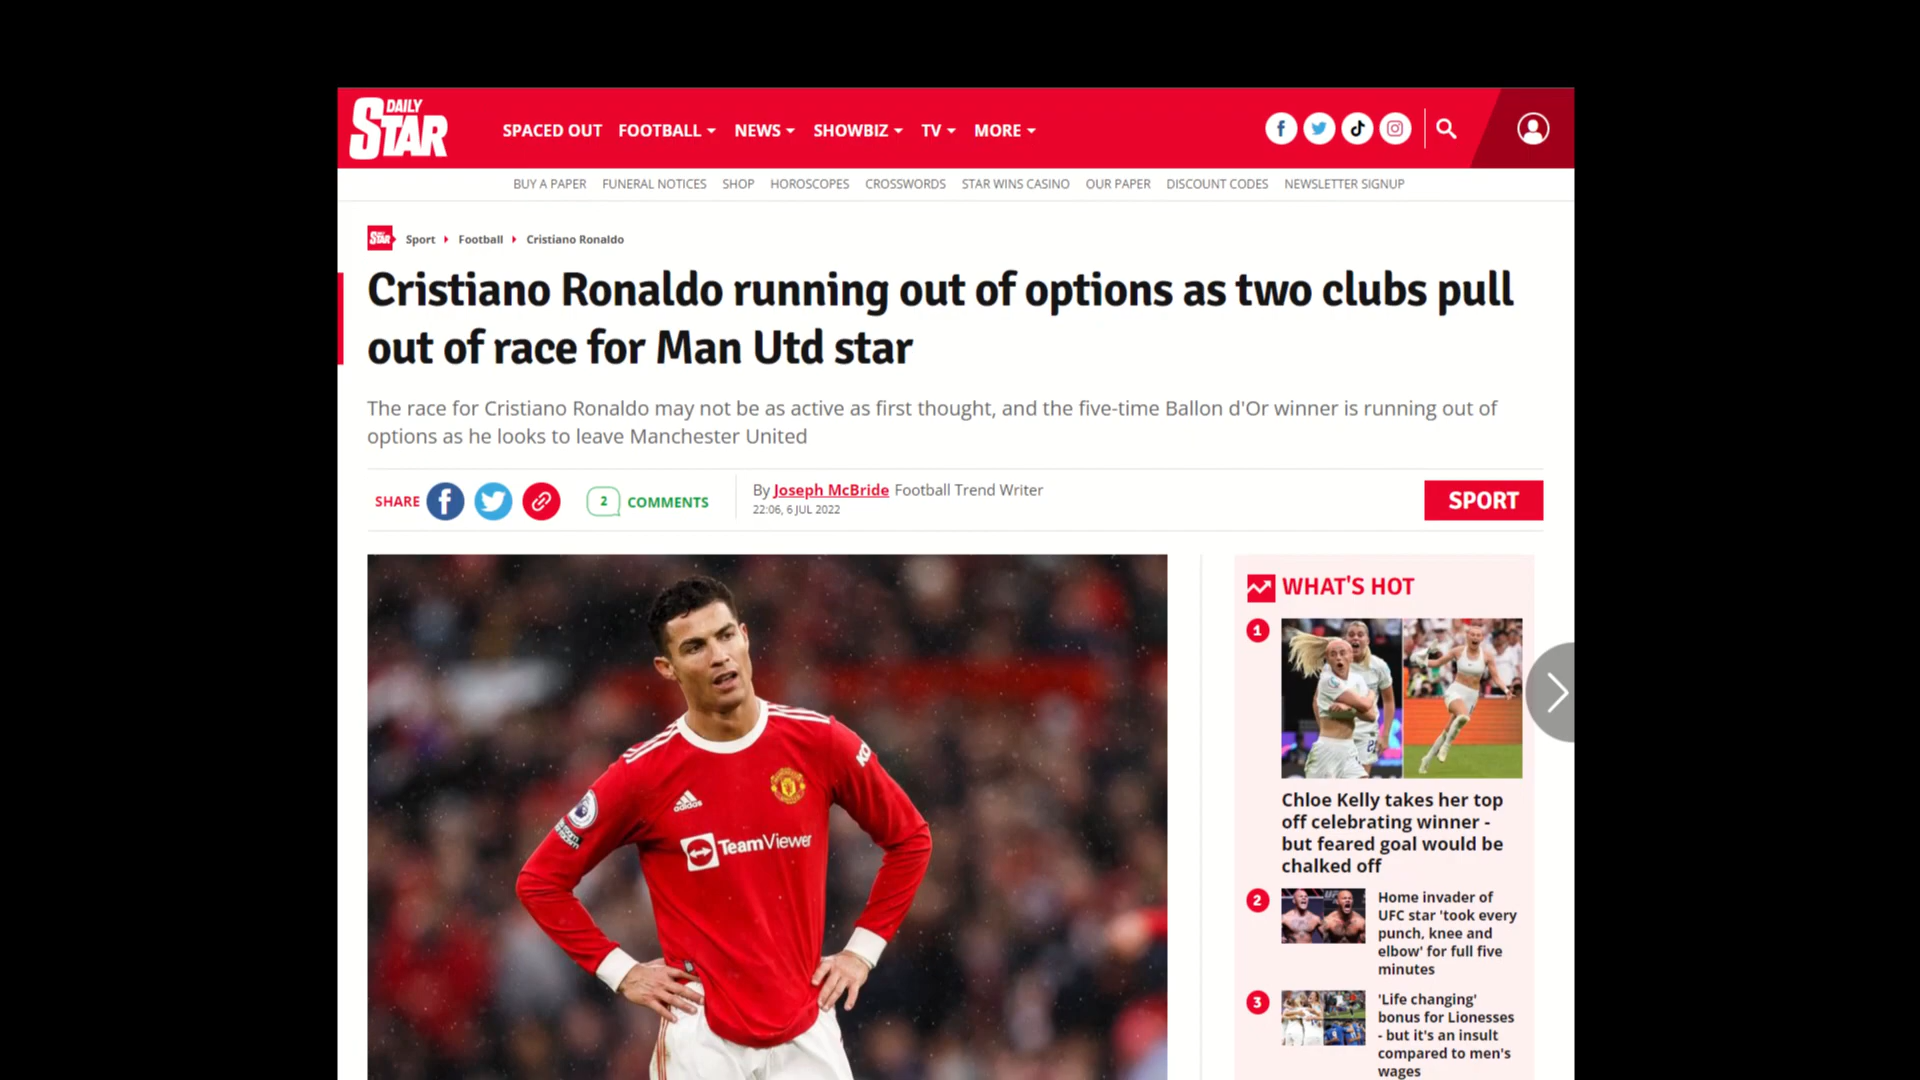 DAILY
STAR
SPACED OUT FOOTBALL NEWS SHOWBIZ TV MORE
BUY A PAPER FUNERAL NOTICES SHOP HOROSCOPES CROSSWORDS STAR WINS CASINO OUR PAPER DISCOUNT CODES NEWSLETTER SIGNUP
STAR Sport Football Cristiano Ronaldo
Cristiano Ronaldo running out of options as two clubs pull
out of race for Man Utd star
The race for Cristiano Ronaldo may not be as active as first thought, and the five-time Ballon d'Or winner is running out of
options as he looks to leave Manchester United
SHARE 2 COMMENTS
By Joseph McBride Football Trend Writer
22:06, 6 JUL 2022
SPORT
adidas
TeamViewer
WHAT'S HOT
1
Chloe Kelly takes her top
off celebrating winner -
but feared goal would be
chalked off
2
Home invader of
UFC star 'took every
punch, knee and
elbow' for full five
minutes
3
'Life changing'
bonus for Lionesses
- but it's an insult
compared to men's
wages